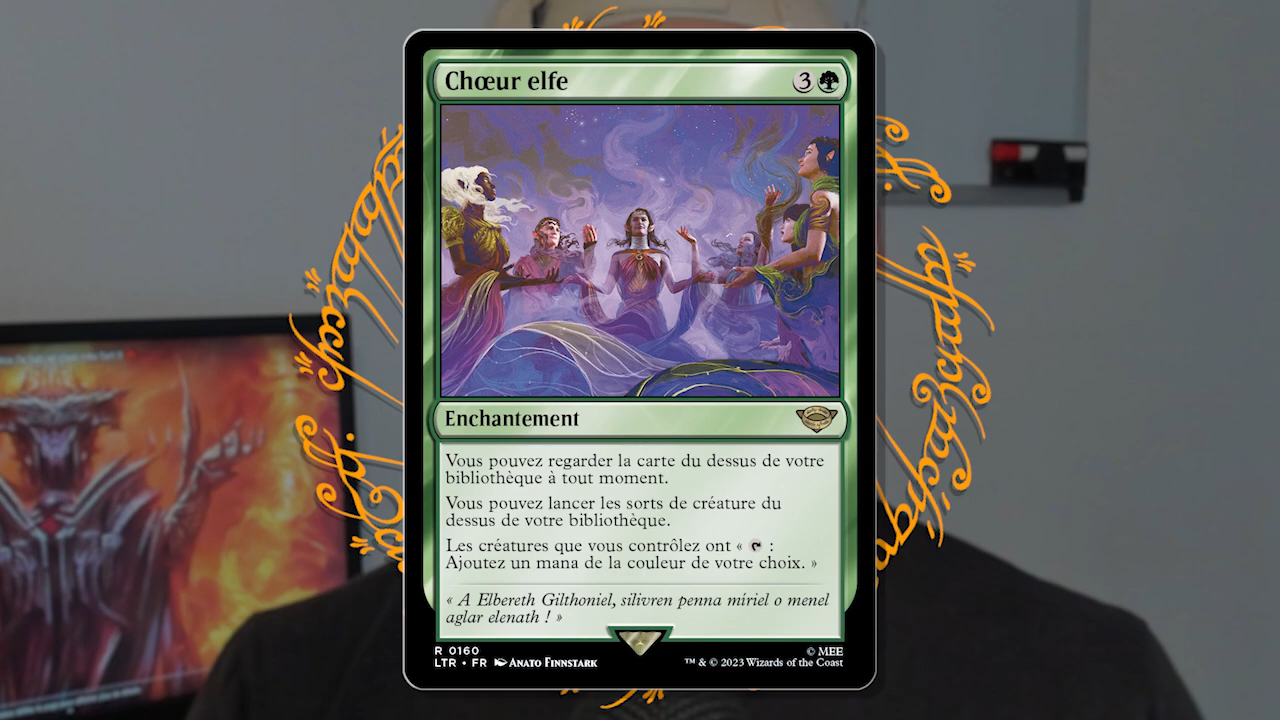 Chœur elfe
3
Enchantement
Vous pouvez regarder la carte du dessus de votre
bibliothèque à tout moment.
Vous pouvez lancer les sorts de créature du
dessus de votre bibliothèque.
Les créatures que vous contrôlez ont « :
Ajoutez un mana de la couleur de votre choix. »
« A Elbereth Gilthoniel, silivren penna míriel o menel
aglar elenath ! »
R 0160
LTR • FR Anato Finnstark
© MEE
™ & © 2023 Wizards of the Coast